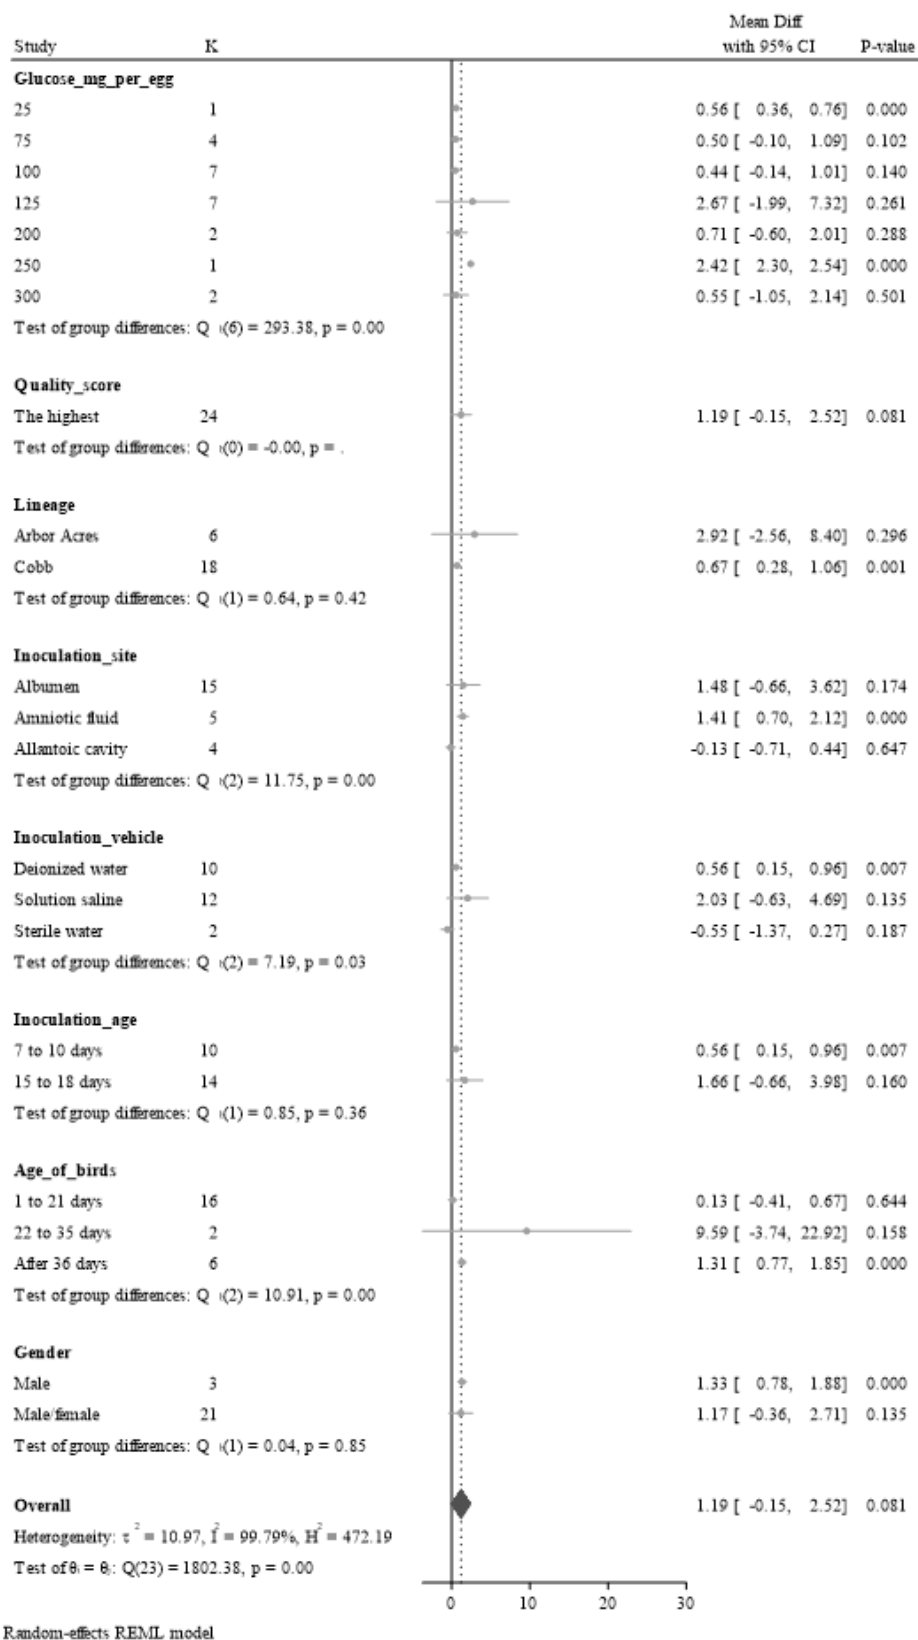 Mean Diff
Study K with 95% CI P-value
Glucose_mg_per_egg
25 1 0.56 [ 0.36, 0.76] 0.000
75 4 0.50 [ -0.10, 1.09] 0.102
100 7 0.44 [ -0.14, 1.01] 0.140
125 7 2.67 [ -1.99, 7.32] 0.261
200 2 0.71 [ -0.60, 2.01] 0.288
250 1 2.42 [ 2.30, 2.54] 0.000
300 2 0.55 [ -1.05, 2.14] 0.501
Test of group differences: Q (6) = 293.38, p = 0.00
Quality_score
The highest 24 1.19 [ -0.15, 2.52] 0.081
Test of group differences: Q (0) = -0.00, p = .
Lineage
Arbor Acres 6 2.92 [ -2.56, 8.40] 0.296
Cobb 18 0.67 [ 0.28, 1.06] 0.001
Test of group differences: Q (1) = 0.64, p = 0.42
Inoculation_site
Albumen 15 1.48 [ -0.66, 3.62] 0.174
Amniotic fluid 5 1.41 [ 0.70, 2.12] 0.000
Allantoic cavity 4 -0.13 [ -0.71, 0.44] 0.647
Test of group differences: Q (2) = 11.75, p = 0.00
Inoculation_vehicle
Deionized water 10 0.56 [ 0.15, 0.96] 0.007
Solution saline 12 2.03 [ -0.63, 4.69] 0.135
Sterile water 2 -0.55 [ -1.37, 0.27] 0.187
Test of group differences: Q (2) = 7.19, p = 0.03
Inoculation_age
7 to 10 days 10 0.56 [ 0.15, 0.96] 0.007
15 to 18 days 14 1.66 [ -0.66, 3.98] 0.160
Test of group differences: Q (1) = 0.85, p = 0.36
Age_of_birds
1 to 21 days 16 0.13 [ -0.41, 0.67] 0.644
22 to 35 days 2 9.59 [ -3.74, 22.92] 0.158
After 36 days 6 1.31 [ 0.77, 1.85] 0.000
Test of group differences: Q (2) = 10.91, p = 0.00
Gender
Male 3 1.33 [ 0.78, 1.88] 0.000
Male/female 21 1.17 [ -0.36, 2.71] 0.135
Test of group differences: Q (1) = 0.04, p = 0.85
Overall 1.19 [ -0.15, 2.52] 0.081
Heterogeneity: τ² = 10.97, I² = 99.79%, H² = 472.19
Test of θ = θ: Q(23) = 1802.38, p = 0.00
0 10 20 30
Random-effects REML model